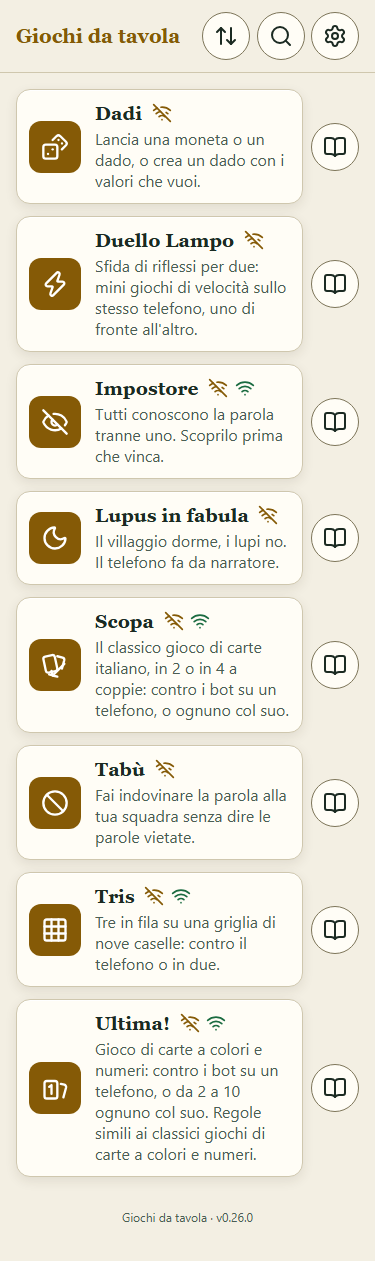 Giochi da tavola
Dadi
Lancia una moneta o un
dado, o crea un dado con i
valori che vuoi.
Duello Lampo
Sfida di riflessi per due:
mini giochi di velocità sullo
stesso telefono, uno di
fronte all'altro.
Impostore
Tutti conoscono la parola
tranne uno. Scoprilo prima
che vinca.
Lupus in fabula
Il villaggio dorme, i lupi no.
Il telefono fa da narratore.
Scopa
Il classico gioco di carte
italiano, in 2 o in 4 a
coppie: contro i bot su un
telefono, o ognuno col suo.
Tabù
Fai indovinare la parola alla
tua squadra senza dire le
parole vietate.
Tris
Tre in fila su una griglia di
nove caselle: contro il
telefono o in due.
Ultima!
Gioco di carte a colori e
numeri: contro i bot su un
telefono, o da 2 a 10
ognuno col suo. Regole
simili ai classici giochi di
carte a colori e numeri.
Giochi da tavola · v0.26.0